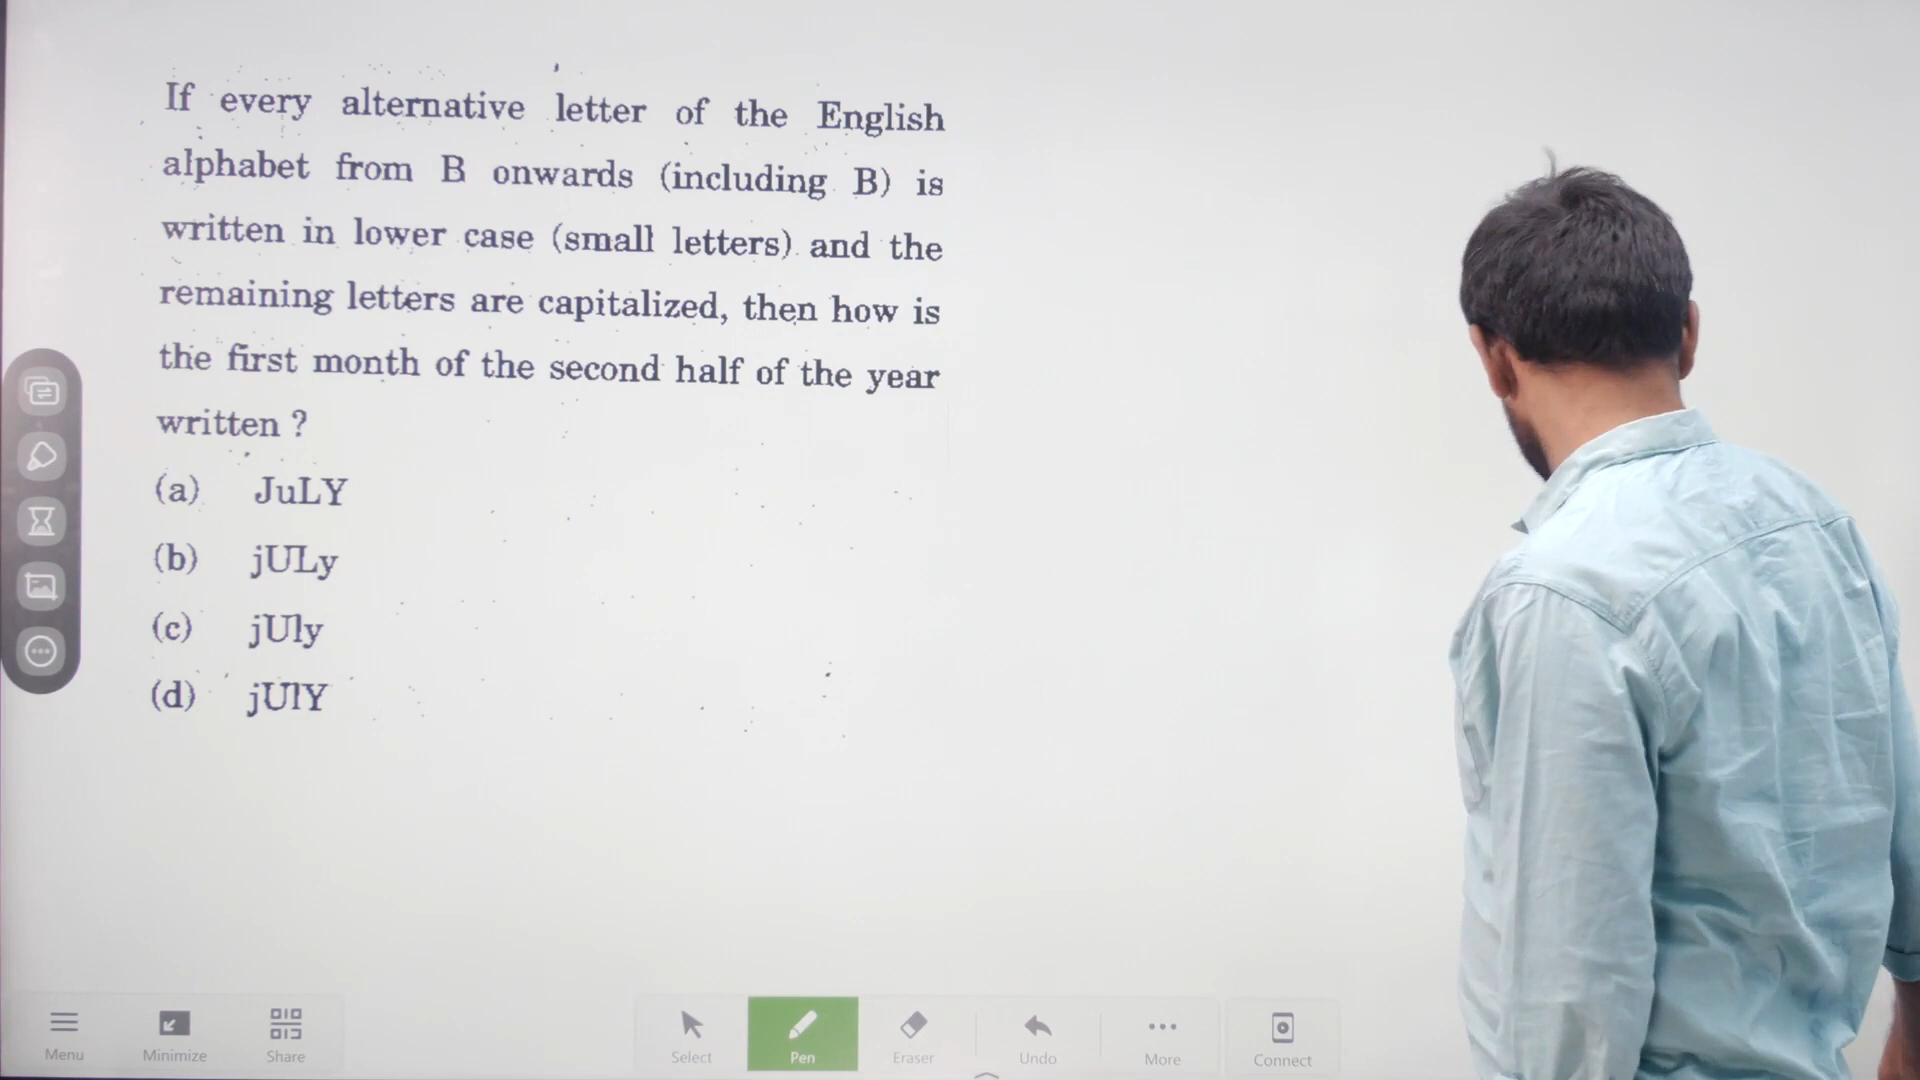 If every alternative letter of the English
alphabet from B onwards (including B) is
written in lower case (small letters) and the
remaining letters are capitalized, then how is
the first month of the second half of the year
written ?
(a) JuLY
(b) jULy
(c) jUly
(d) jUlY
Menu
Minimize
Share
Select
Pen
Eraser
Undo
More
Connect